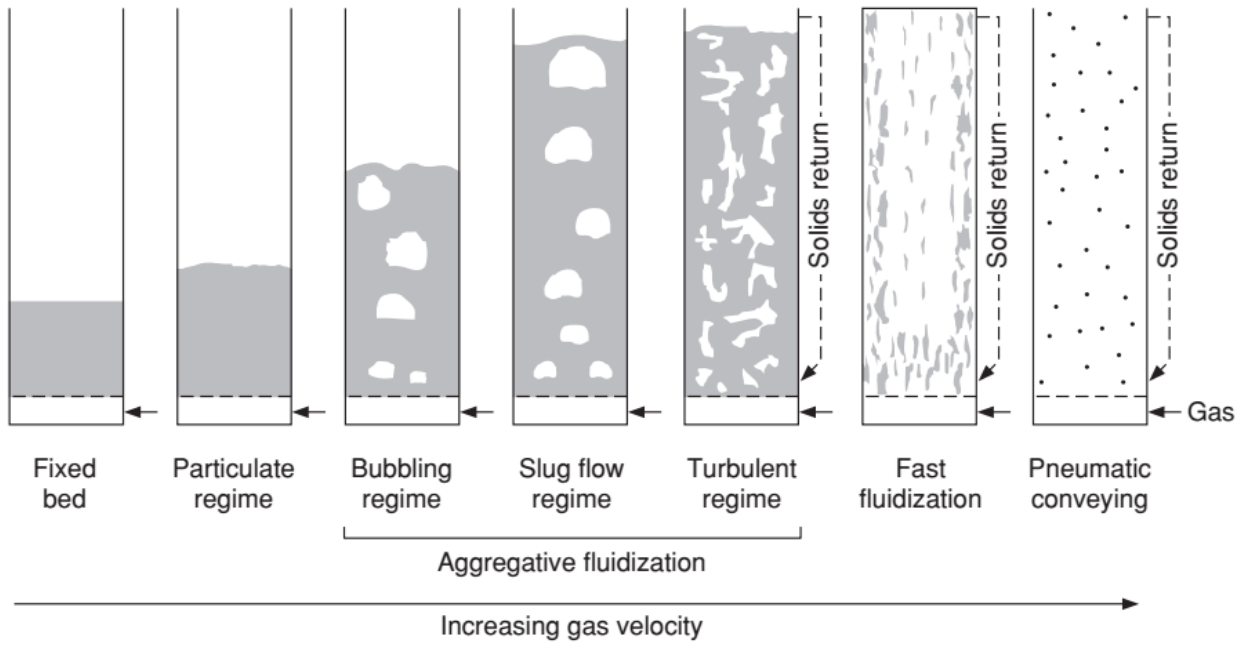 Solids return
Solids return
Solids return
Gas
Fixed
bed
Particulate
regime
Bubbling
regime
Slug flow
regime
Turbulent
regime
Fast
fluidization
Pneumatic
conveying
Aggregative fluidization
Increasing gas velocity